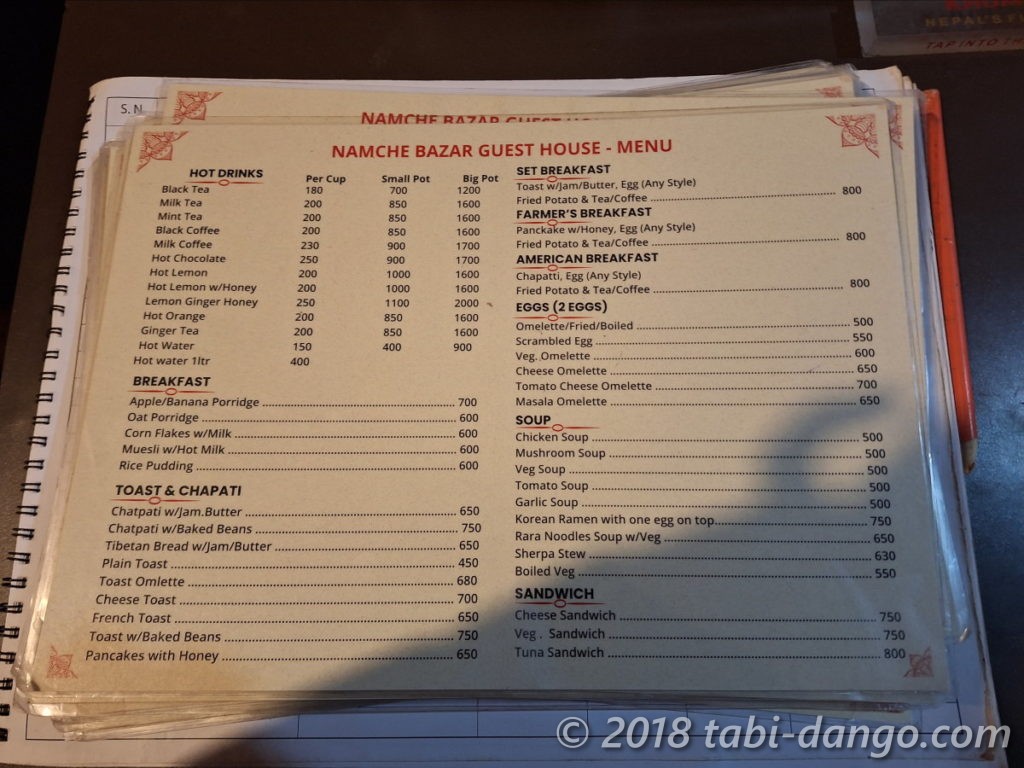 S. N
NAMCHE BAZAR GUEST HO
NEPAL'S F
TAP INTO TH
NAMCHE BAZAR GUEST HOUSE - MENU
HOT DRINKS Per Cup Small Pot Big Pot
Black Tea 180 700 1200
Milk Tea 200 850 1600
Mint Tea 200 850 1600
Black Coffee 200 850 1600
Milk Coffee 230 900 1700
Hot Chocolate 250 900 1700
Hot Lemon 200 1000 1600
Hot Lemon w/Honey 200 1000 1600
Lemon Ginger Honey 250 1100 2000
Hot Orange 200 850 1600
Ginger Tea 200 850 1600
Hot Water 150 400 900
Hot water 1ltr 400
BREAKFAST
Apple/Banana Porridge 700
Oat Porridge 600
Corn Flakes w/Milk 600
Muesli w/Hot Milk 600
Rice Pudding 600
TOAST & CHAPATI
Chatpati w/Jam.Butter 650
Chatpati w/Baked Beans 750
Tibetan Bread w/Jam/Butter 650
Plain Toast 450
Toast Omlette 680
Cheese Toast 700
French Toast 650
Toast w/Baked Beans 750
Pancakes with Honey 650
SET BREAKFAST
Toast w/Jam/Butter, Egg (Any Style)
Fried Potato & Tea/Coffee 800
FARMER'S BREAKFAST
Panckake w/Honey, Egg (Any Style)
Fried Potato & Tea/Coffee 800
AMERICAN BREAKFAST
Chapatti, Egg (Any Style)
Fried Potato & Tea/Coffee 800
EGGS (2 EGGS)
Omelette/Fried/Boiled 500
Scrambled Egg 550
Veg. Omelette 600
Cheese Omelette 650
Tomato Cheese Omelette 700
Masala Omelette 650
SOUP
Chicken Soup 500
Mushroom Soup 500
Veg Soup 500
Tomato Soup 500
Garlic Soup 500
Korean Ramen with one egg on top 750
Rara Noodles Soup w/Veg 650
Sherpa Stew 630
Boiled Veg 550
SANDWICH
Cheese Sandwich 750
Veg . Sandwich 750
Tuna Sandwich 800
© 2018 tabi-dango.com